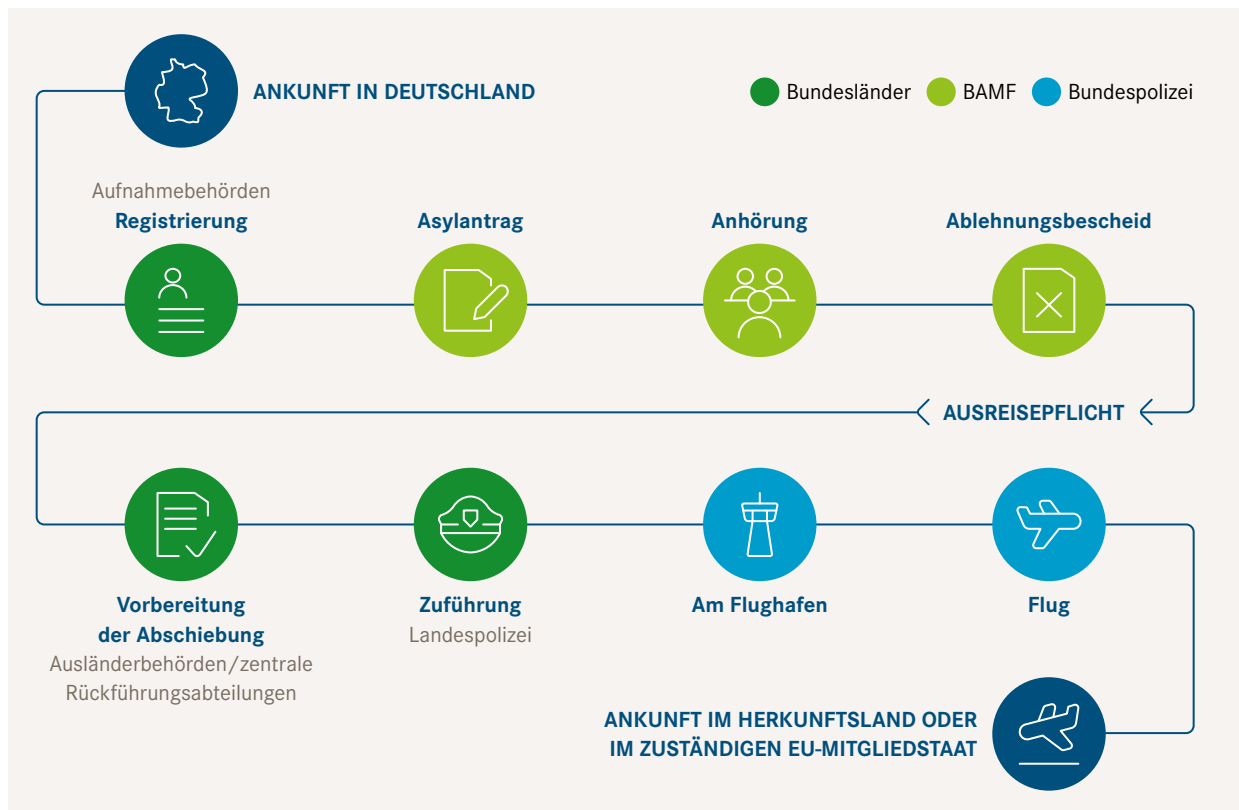 ANKUNFT IN DEUTSCHLAND
Bundesländer
BAMF
Bundespolizei
Aufnahmebehörden
Registrierung
Asylantrag
Anhörung
Ablehnungsbescheid
AUSREISEPFLICHT
Vorbereitung
der Abschiebung
Ausländerbehörden/zentrale
Rückführungsabteilungen
Zuführung
Landespolizei
Am Flughafen
Flug
ANKUNFT IM HERKUNFTSLAND ODER
IM ZUSTÄNDIGEN EU-MITGLIEDSTAAT